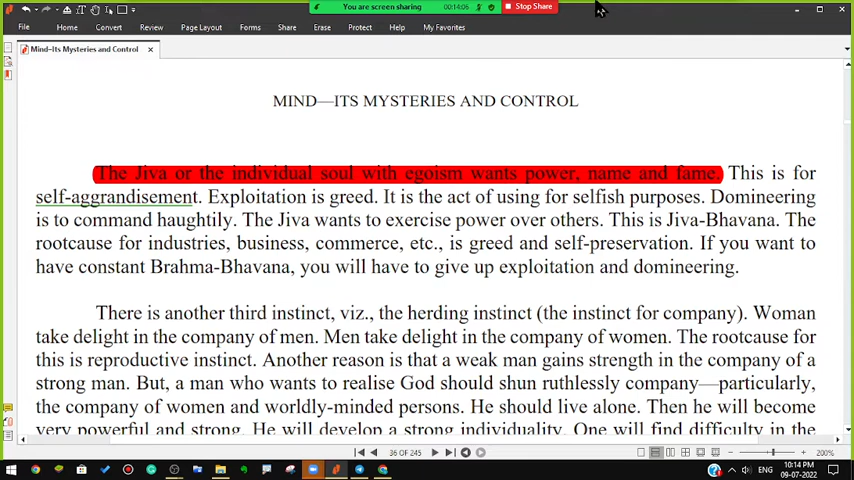 You are screen sharing 00:14:06 Stop Share
File Home Convert Review Page Layout Forms Share Erase Protect Help My Favorites
Mind-Its Mysteries and Control
MIND—ITS MYSTERIES AND CONTROL
The Jiva or the individual soul with egoism wants power, name and fame. This is for
self-aggrandisement. Exploitation is greed. It is the act of using for selfish purposes. Domineering
is to command haughtily. The Jiva wants to exercise power over others. This is Jiva-Bhavana. The
rootcause for industries, business, commerce, etc., is greed and self-preservation. If you want to
have constant Brahma-Bhavana, you will have to give up exploitation and domineering.
There is another third instinct, viz., the herding instinct (the instinct for company). Woman
take delight in the company of men. Men take delight in the company of women. The rootcause for
this is reproductive instinct. Another reason is that a weak man gains strength in the company of a
strong man. But, a man who wants to realise God should shun ruthlessly company—particularly,
the company of women and worldly-minded persons. He should live alone. Then he will become
very powerful and strong. He will develop a strong individuality. One will find difficulty in the
36 OF 245 200%
ENG 10:14 PM
09-07-2022